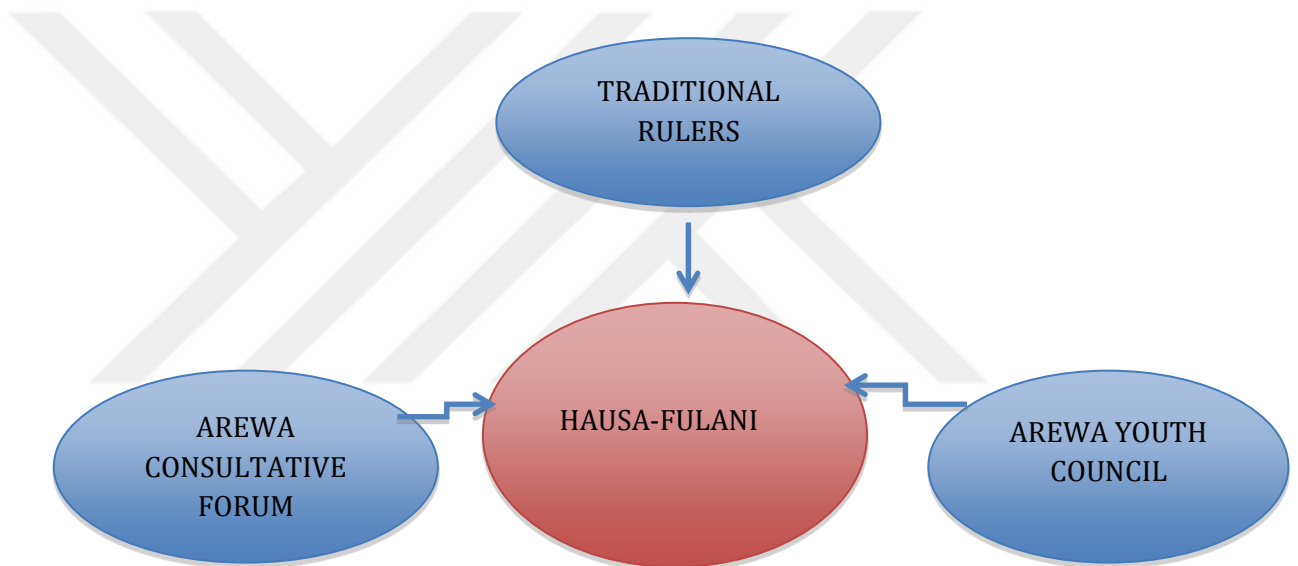 TRADITIONAL
RULERS
HAUSA-FULANI
AREWA
CONSULTATIVE
FORUM
AREWA YOUTH
COUNCIL